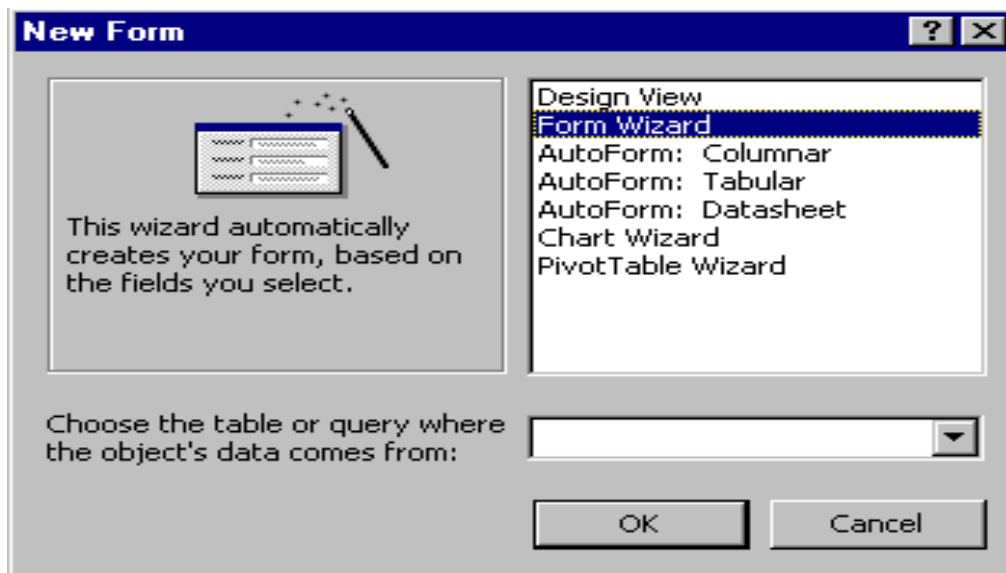 New Form
Design View
Form Wizard
AutoForm: Columnar
AutoForm: Tabular
AutoForm: Datasheet
Chart Wizard
PivotTable Wizard
This wizard automatically
creates your form, based on
the fields you select.
Choose the table or query where
the object's data comes from:
OK
Cancel